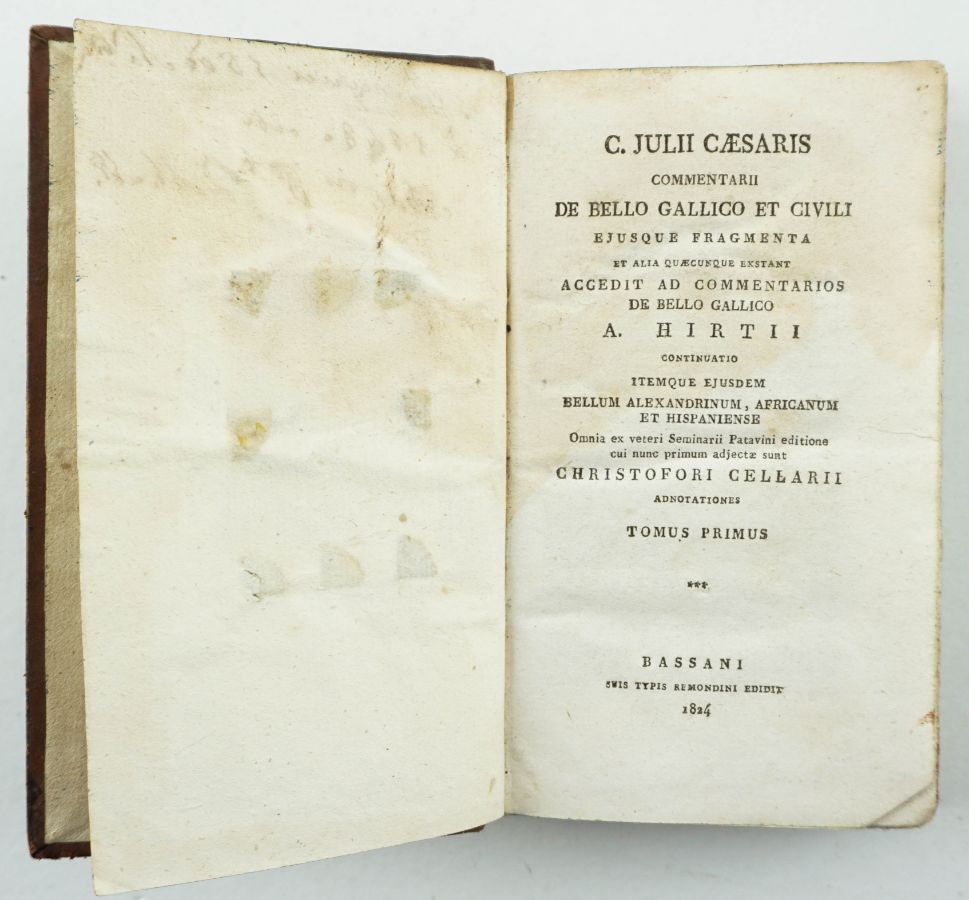 C. JULII CÆSARIS
COMMENTARII
DE BELLO GALLICO ET CIVILI
EJUSQUE FRAGMENTA
ET ALIA QUÆCUNQUE EXSTANT
ACCEDIT AD COMMENTARIOS
DE BELLO GALLICO
A. HIRTII
CONTINUATIO
ITEMQUE EJUSDEM
BELLUM ALEXANDRINUM, AFRICANUM
ET HISPANIENSE
Omnia ex veteri Seminarii Patavini editione
cui nunc primum adjectæ sunt
CHRISTOFORI CELLARII
ADNOTATIONES
TOMUS PRIMUS
***
BASSANI
SUIS TYPIS REMONDINI EDIDIT
1824